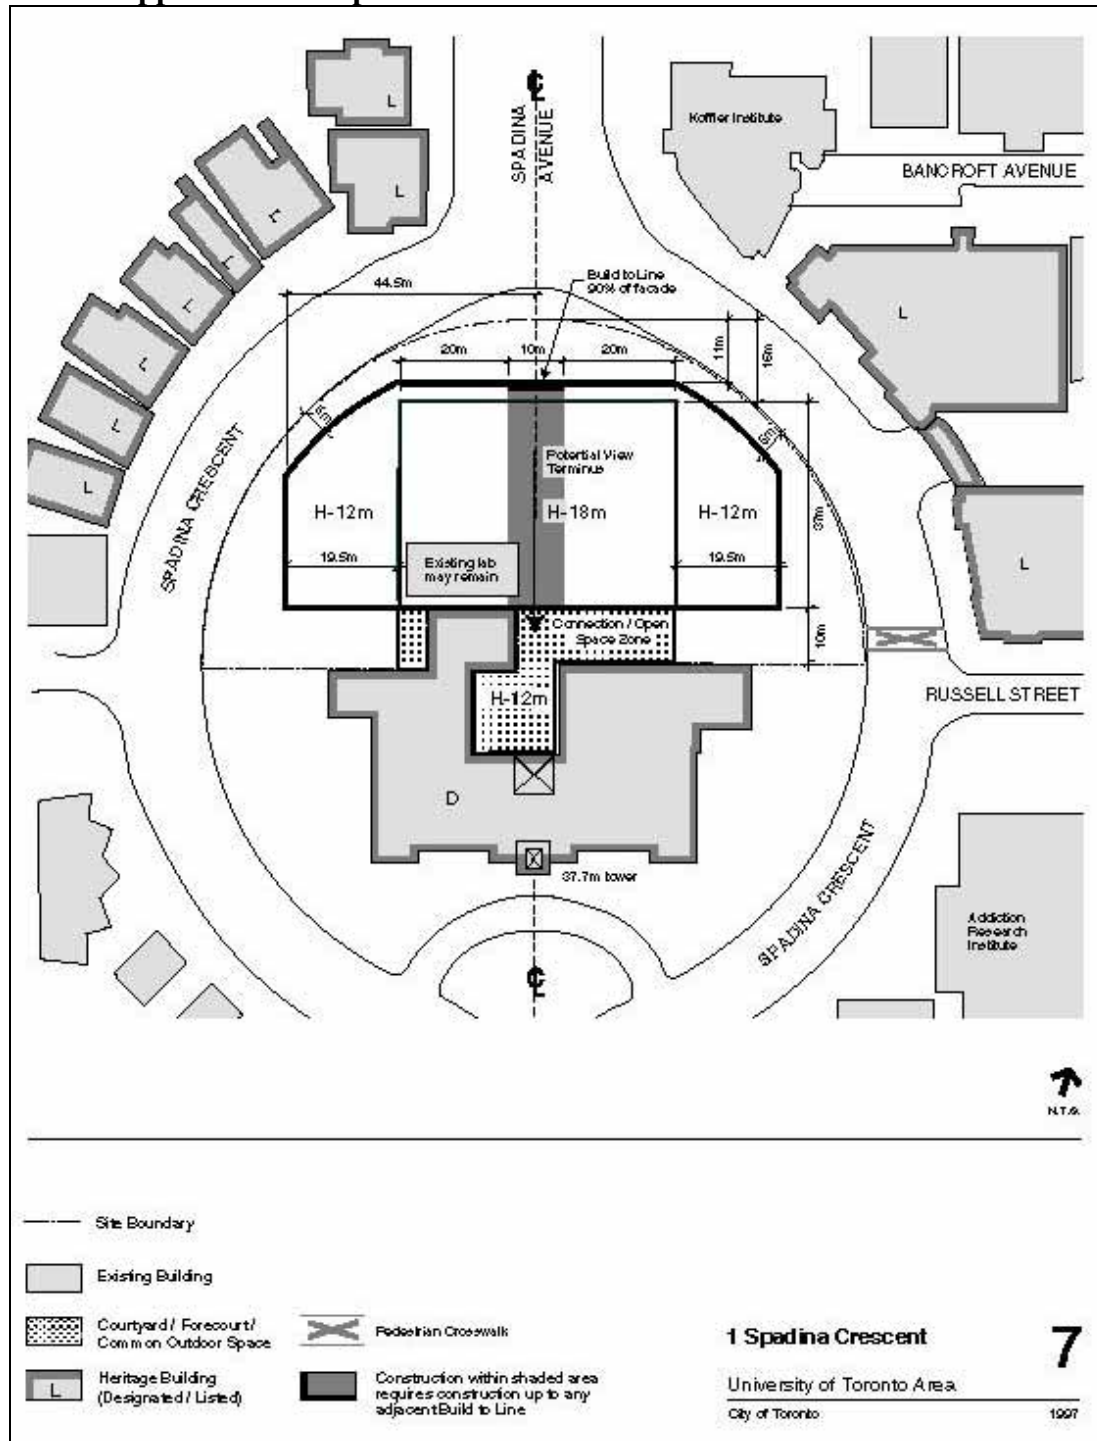 L
L
L
L
L
L
L
L
SPADINA
AVENUE
Koffler Institute
BANCROFT AVENUE
L
L
44.5m
Build to Line
90% of facade
20m
10m
20m
11m
16m
SPADINA CRESCENT
Potential View
Terminus
H-12m
H-18m
H-12m
37m
19.5m
19.5m
Existing lab
may remain
Connection / Open
Space Zone
10m
H-12m
RUSSELL STREET
D
37.7m tower
SPADINA CRESCENT
Addiction
Research
Institute
N.T.S.
Site Boundary
Existing Building
Courtyard / Forecourt /
Common Outdoor Space
L
Heritage Building
(Designated / Listed)
Pedestrian Crosswalk
Construction within shaded area
requires construction up to any
adjacent Build to Line
1 Spadina Crescent
7
University of Toronto Area
City of Toronto
1997